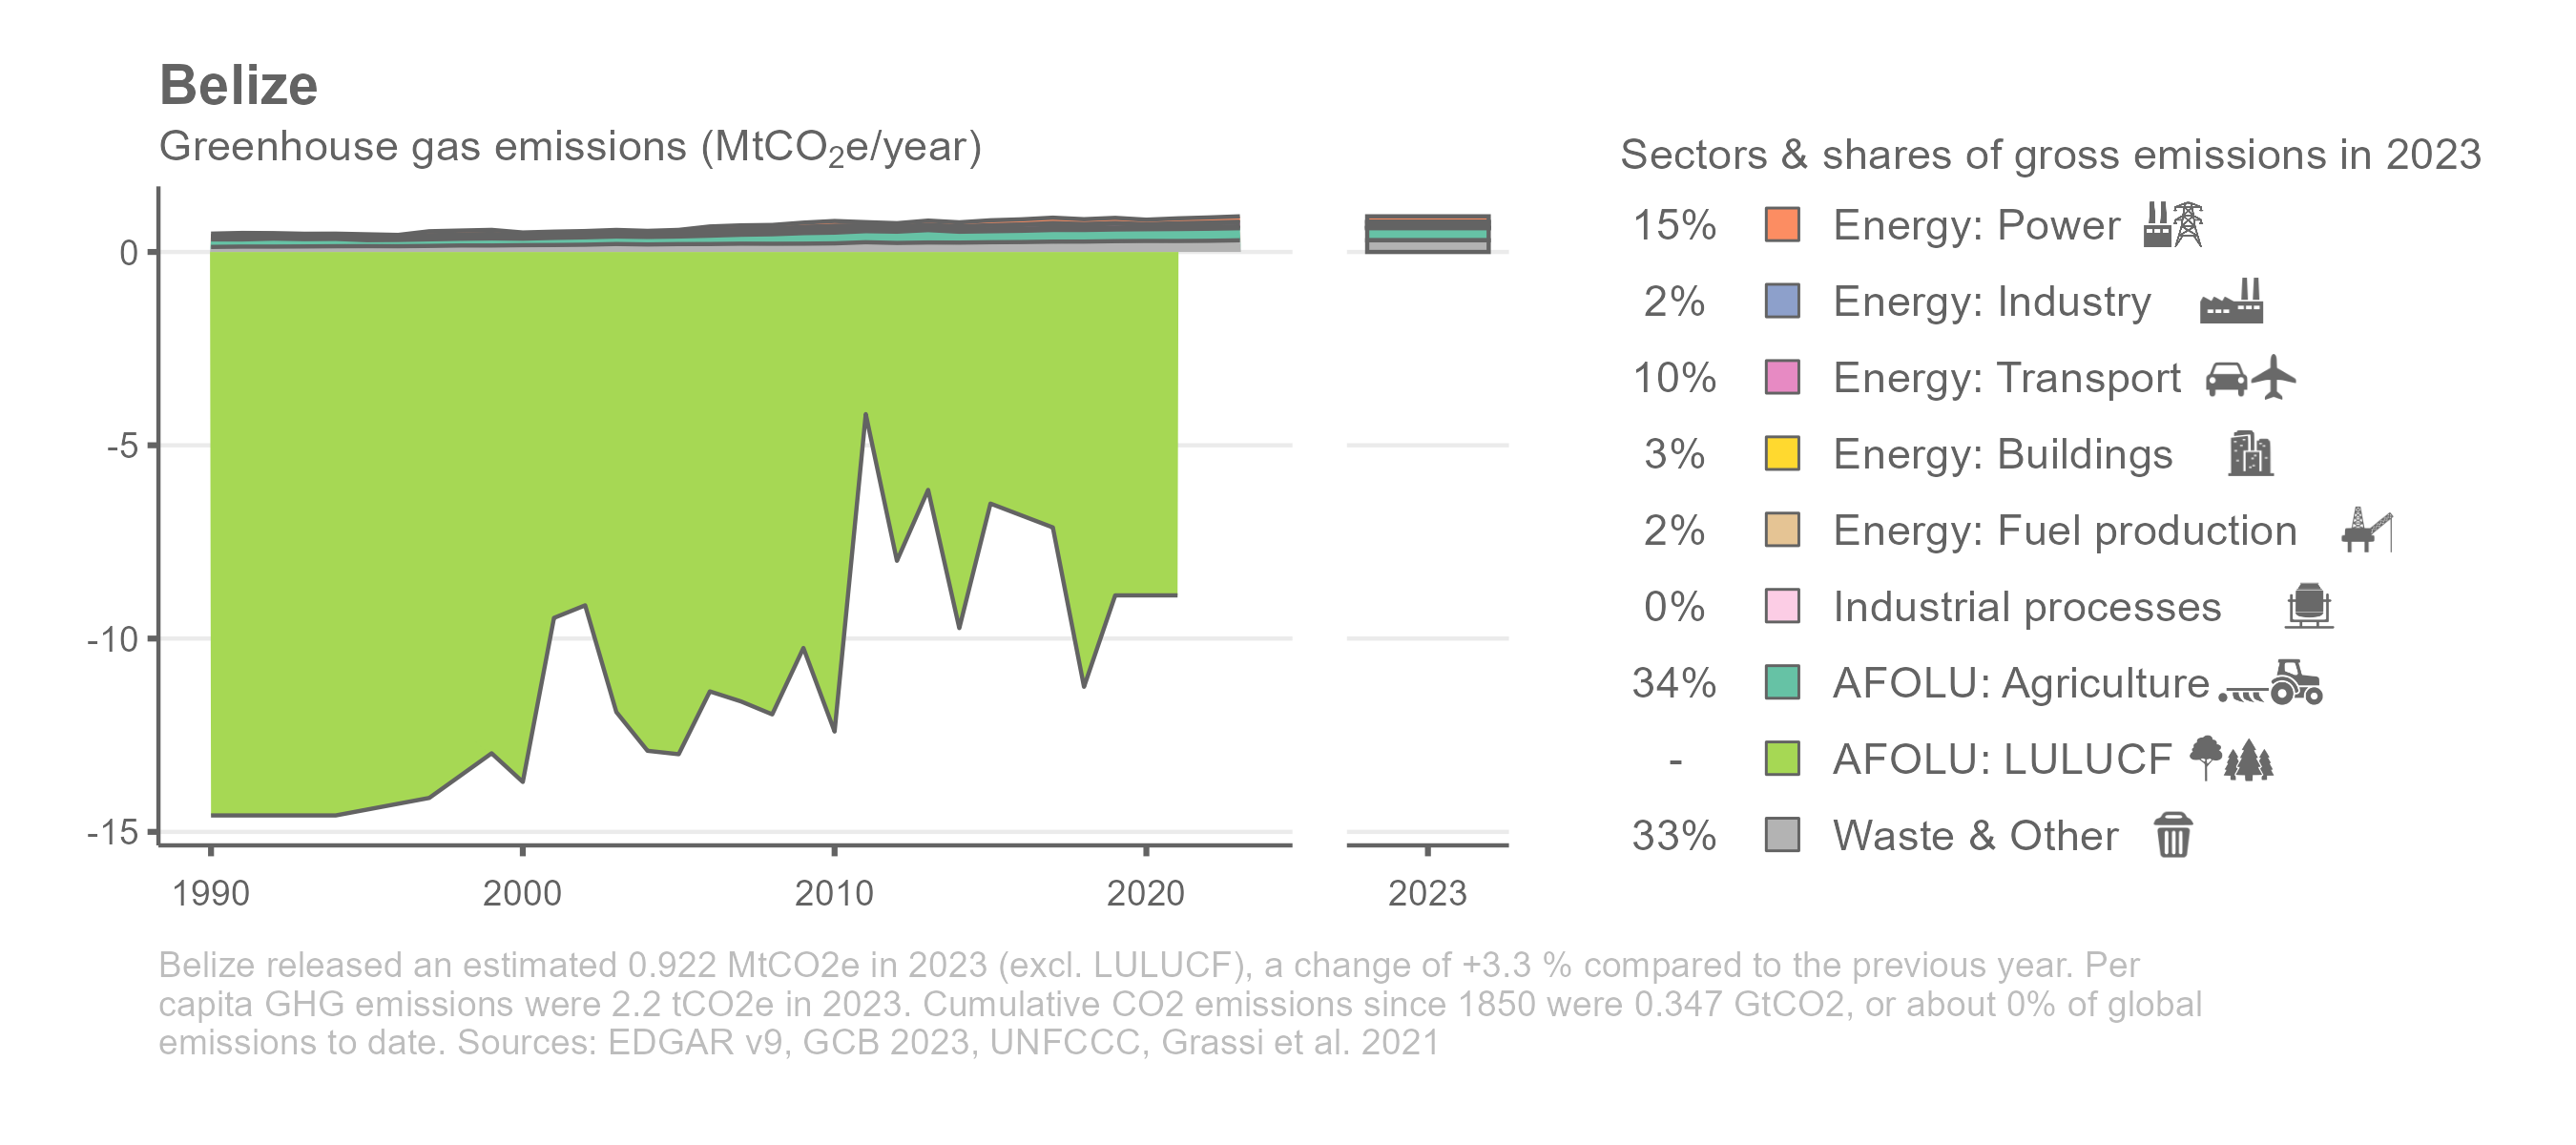 Belize
Greenhouse gas emissions (MtCO₂e/year)
0
-5
-10
-15
1990
2000
2010
2020
2023
Sectors & shares of gross emissions in 2023
15% Energy: Power
2% Energy: Industry
10% Energy: Transport
3% Energy: Buildings
2% Energy: Fuel production
0% Industrial processes
34% AFOLU: Agriculture
- AFOLU: LULUCF
33% Waste & Other
Belize released an estimated 0.922 MtCO2e in 2023 (excl. LULUCF), a change of +3.3 % compared to the previous year. Per
capita GHG emissions were 2.2 tCO2e in 2023. Cumulative CO2 emissions since 1850 were 0.347 GtCO2, or about 0% of global
emissions to date. Sources: EDGAR v9, GCB 2023, UNFCCC, Grassi et al. 2021